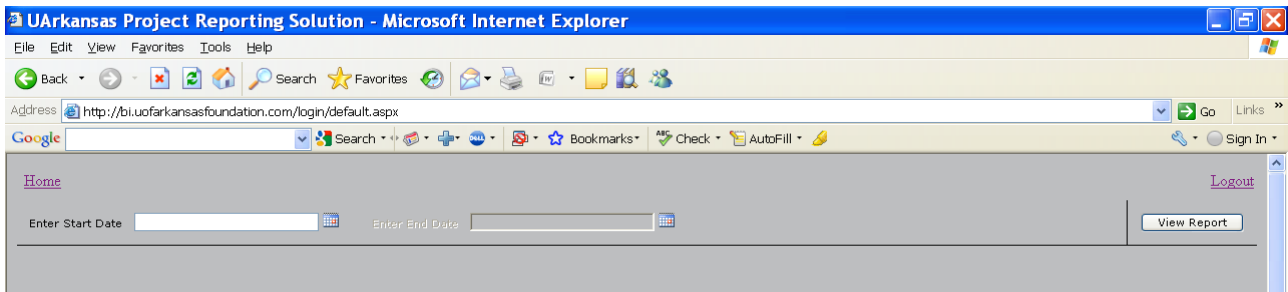 UArkansas Project Reporting Solution - Microsoft Internet Explorer
File Edit View Favorites Tools Help
Back Search Favorites
Address http://bi.uofarkansasfoundation.com/login/default.aspx Go Links »
Google Search Bookmarks ABC Check AutoFill Sign In
Home Logout
Enter Start Date Enter End Date View Report